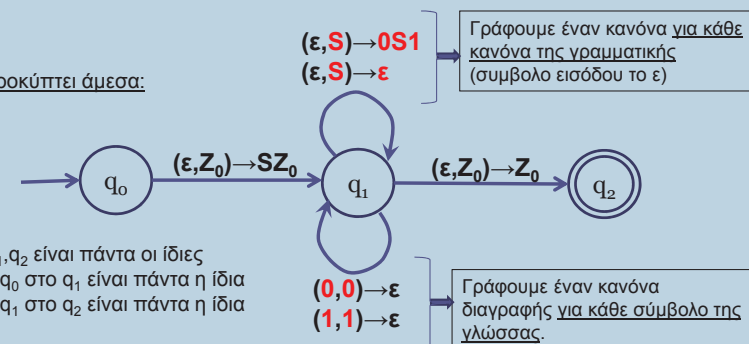 (ε,S)→0S1
(ε,S)→ε
Γράφουμε έναν κανόνα για κάθε
κανόνα της γραμματικής
(συμβολο εισόδου το ε)
οκύπτει άμεσα:
q₀
(ε,Z₀)→SZ₀
q₁
(ε,Z₀)→Z₀
q₂
,q₂ είναι πάντα οι ίδιες
q₀ στο q₁ είναι πάντα η ίδια
q₁ στο q₂ είναι πάντα η ίδια
(0,0)→ε
(1,1)→ε
Γράφουμε έναν κανόνα
διαγραφής για κάθε σύμβολο της
γλώσσας.